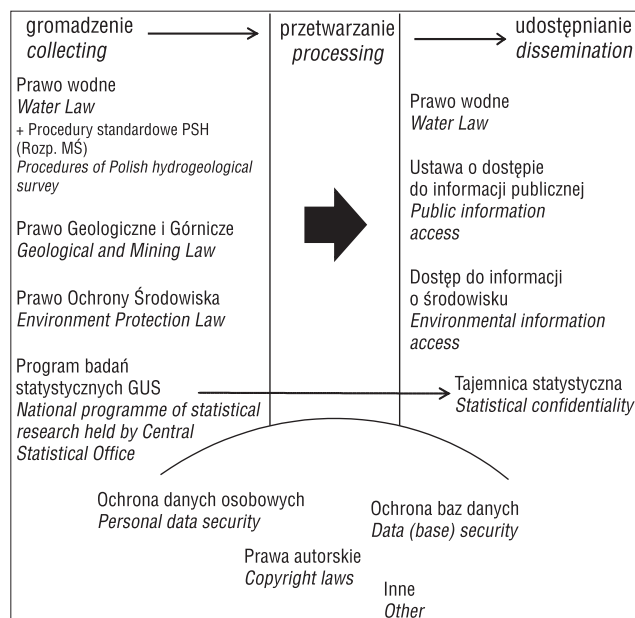 gromadzenie
collecting
przetwarzanie
processing
udostępnianie
dissemination
Prawo wodne
Water Law
+ Procedury standardowe PSH
(Rozp. MŚ)
Procedures of Polish hydrogeological
survey
Prawo Geologiczne i Górnicze
Geological and Mining Law
Prawo Ochrony Środowiska
Environment Protection Law
Program badań
statystycznych GUS
National programme of statistical
research held by Central
Statistical Office
Prawo wodne
Water Law
Ustawa o dostępie
do informacji publicznej
Public information
access
Dostęp do informacji
o środowisku
Environmental information
access
Tajemnica statystyczna
Statistical confidentiality
Ochrona danych osobowych
Personal data security
Ochrona baz danych
Data (base) security
Prawa autorskie
Copyright laws
Inne
Other